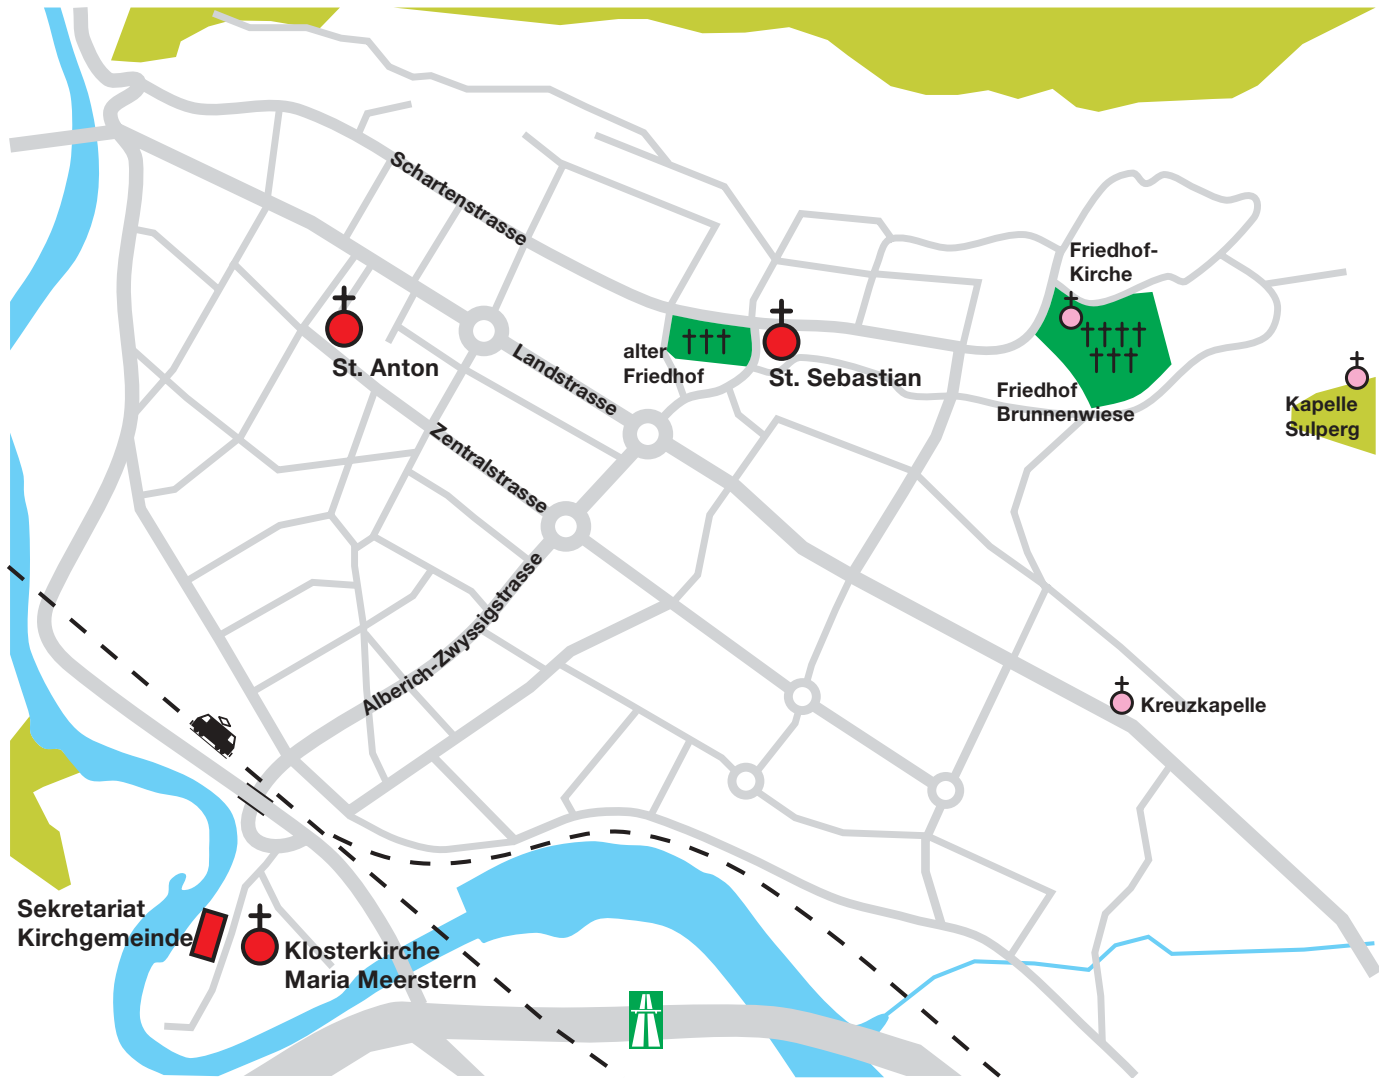 Schartenstrasse
Friedhof-
Kirche
St. Anton
Landstrasse
alter
Friedhof
St. Sebastian
Friedhof
Brunnenwiese
Kapelle
Sulperg
Zentralstrasse
Alberich-Zwyssigstrasse
Kreuzkapelle
Sekretariat
Kirchgemeinde
Klosterkirche
Maria Meerstern